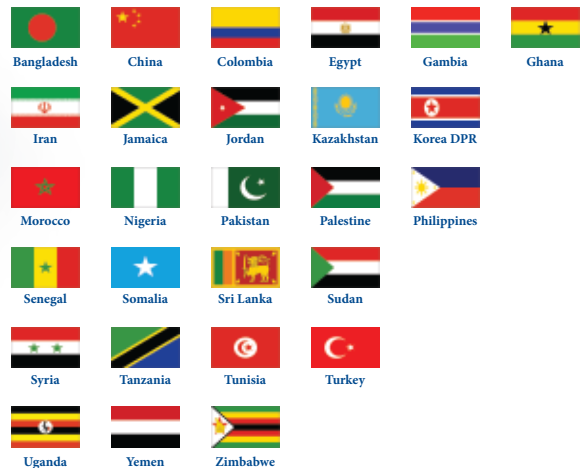 Bangladesh China Colombia Egypt Gambia Ghana
Iran Jamaica Jordan Kazakhstan Korea DPR
Morocco Nigeria Pakistan Palestine Philippines
Senegal Somalia Sri Lanka Sudan
Syria Tanzania Tunisia Turkey
Uganda Yemen Zimbabwe